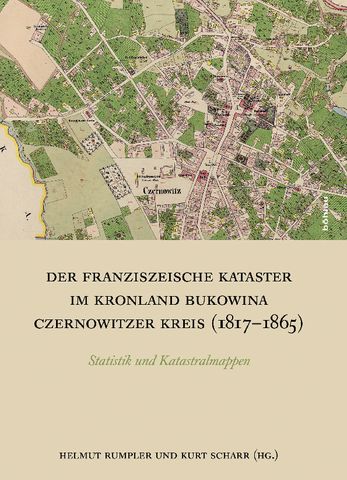 Czernowitz
böhlau
DER FRANZISZEISCHE KATASTER
IM KRONLAND BUKOWINA
CZERNOWITZER KREIS (1817–1865)
Statistik und Katastralmappen
HELMUT RUMPLER UND KURT SCHARR (HG.)